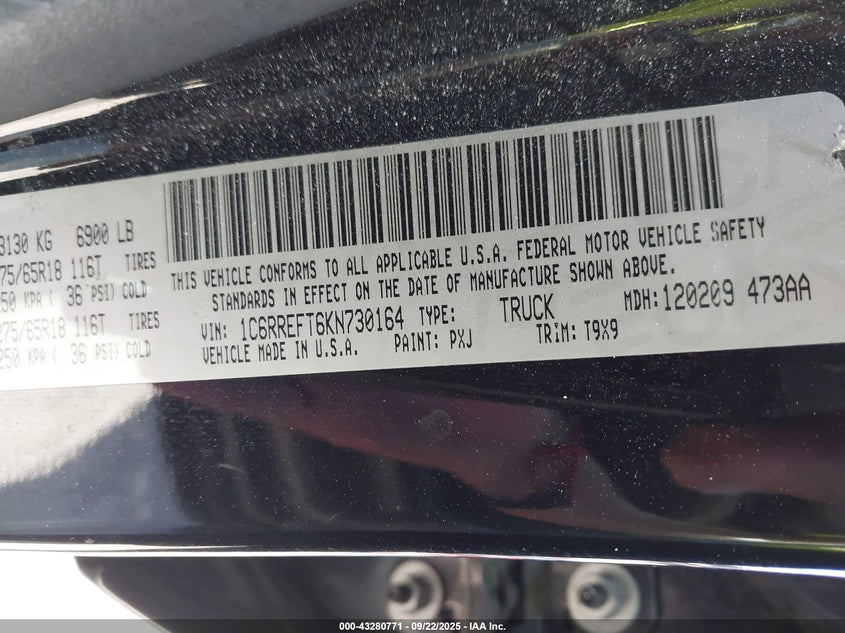 3130 KG 6900 LB
75/65R18 116T TIRES
250 KPA ( 36 PSI) COLD
275/65R18 116T TIRES
250 KPA ( 36 PSI) COLD
THIS VEHICLE CONFORMS TO ALL APPLICABLE U.S.A. FEDERAL MOTOR VEHICLE SAFETY
STANDARDS IN EFFECT ON THE DATE OF MANUFACTURE SHOWN ABOVE.
VIN: 1C6RREFT6KN730164 TYPE: TRUCK MDH: 120209 473AA
VEHICLE MADE IN U.S.A. PAINT: PXJ TRIM: T9X9
000-43280771 - 09/22/2025 - IAA Inc.